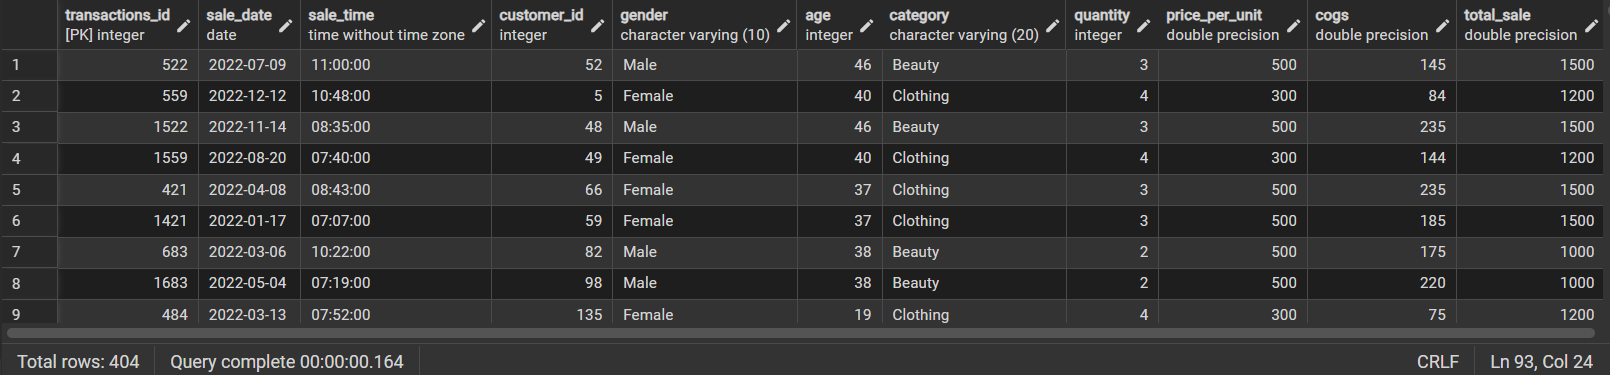 transactions_id sale_date sale_time customer_id gender age category quantity price_per_unit cogs total_sale
[PK] integer date time without time zone integer character varying (10) integer character varying (20) integer double precision double precision double precision
1 522 2022-07-09 11:00:00 52 Male 46 Beauty 3 500 145 1500
2 559 2022-12-12 10:48:00 5 Female 40 Clothing 4 300 84 1200
3 1522 2022-11-14 08:35:00 48 Male 46 Beauty 3 500 235 1500
4 1559 2022-08-20 07:40:00 49 Female 40 Clothing 4 300 144 1200
5 421 2022-04-08 08:43:00 66 Female 37 Clothing 3 500 235 1500
6 1421 2022-01-17 07:07:00 59 Female 37 Clothing 3 500 185 1500
7 683 2022-03-06 10:22:00 82 Male 38 Beauty 2 500 175 1000
8 1683 2022-05-04 07:19:00 98 Male 38 Beauty 2 500 220 1000
9 484 2022-03-13 07:52:00 135 Female 19 Clothing 4 300 75 1200
Total rows: 404 Query complete 00:00:00.164 CRLF Ln 93, Col 24